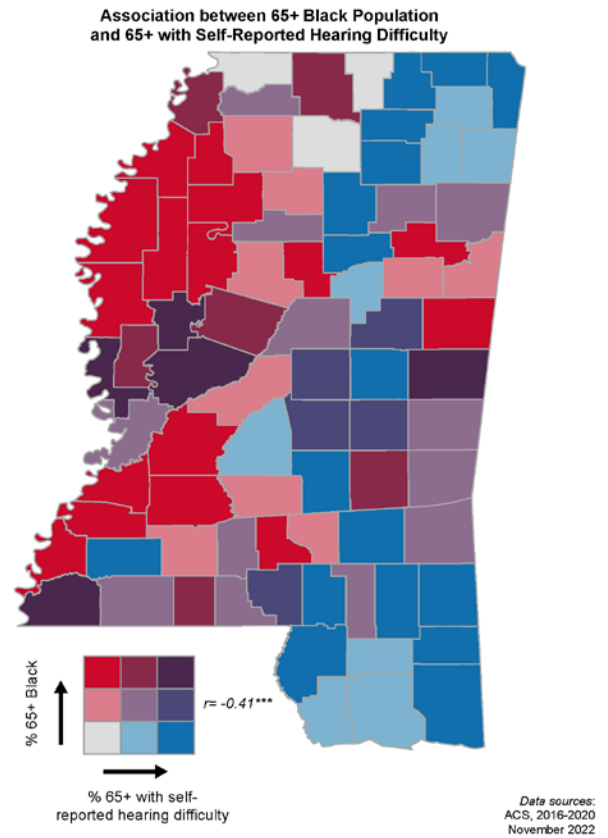 Association between 65+ Black Population
and 65+ with Self-Reported Hearing Difficulty
% 65+ Black
r= -0.41***
% 65+ with self-
reported hearing difficulty
Data sources:
ACS, 2016-2020
November 2022